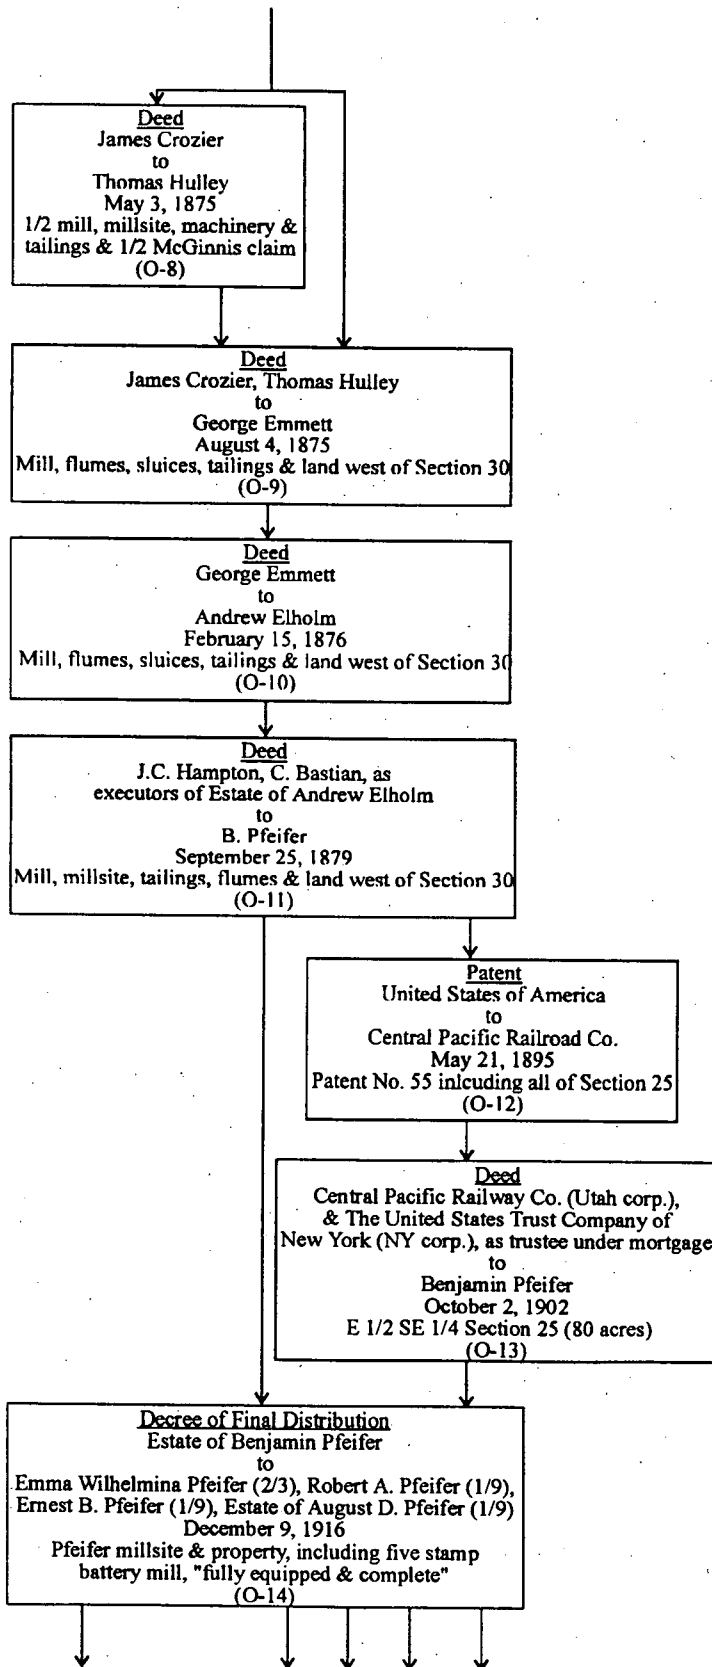 Deed
James Crozier
to
Thomas Hulley
May 3, 1875
1/2 mill, millsite, machinery &
tailings & 1/2 McGinnis claim
(O-8)
Deed
James Crozier, Thomas Hulley
to
George Emmett
August 4, 1875
Mill, flumes, sluices, tailings & land west of Section 30
(O-9)
Deed
George Emmett
to
Andrew Elholm
February 15, 1876
Mill, flumes, sluices, tailings & land west of Section 30
(O-10)
Deed
J.C. Hampton, C. Bastian, as
executors of Estate of Andrew Elholm
to
B. Pfeifer
September 25, 1879
Mill, millsite, tailings, flumes & land west of Section 30
(O-11)
Patent
United States of America
to
Central Pacific Railroad Co.
May 21, 1895
Patent No. 55 inlcuding all of Section 25
(O-12)
Deed
Central Pacific Railway Co. (Utah corp.),
& The United States Trust Company of
New York (NY corp.), as trustee under mortgage
to
Benjamin Pfeifer
October 2, 1902
E 1/2 SE 1/4 Section 25 (80 acres)
(O-13)
Decree of Final Distribution
Estate of Benjamin Pfeifer
to
Emma Wilhelmina Pfeifer (2/3), Robert A. Pfeifer (1/9),
Ernest B. Pfeifer (1/9), Estate of August D. Pfeifer (1/9)
December 9, 1916
Pfeifer millsite & property, including five stamp
battery mill, "fully equipped & complete"
(O-14)